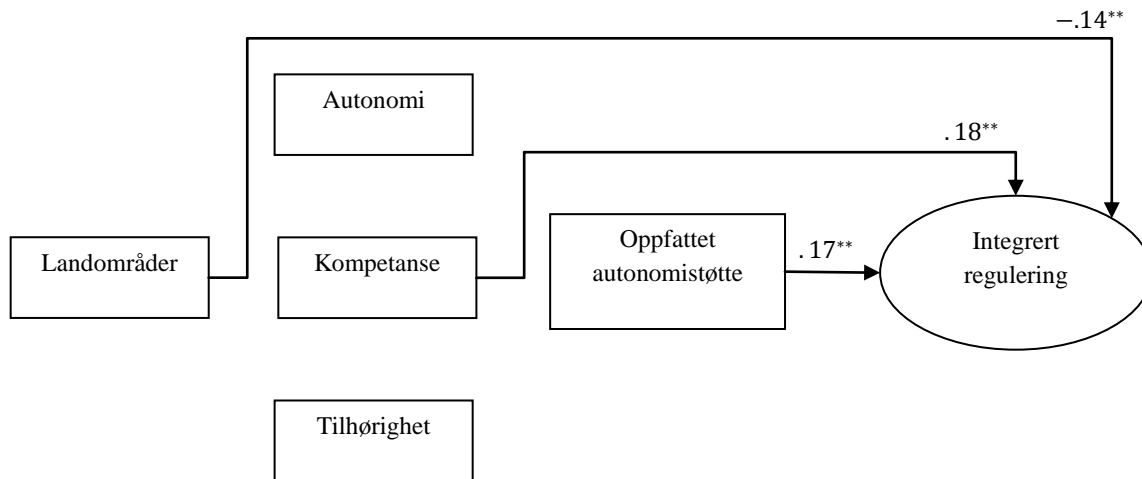 −.14**
Autonomi
.18**
Landområder
Kompetanse
Oppfattet
autonomistøtte
.17**
Integrert
regulering
Tilhørighet